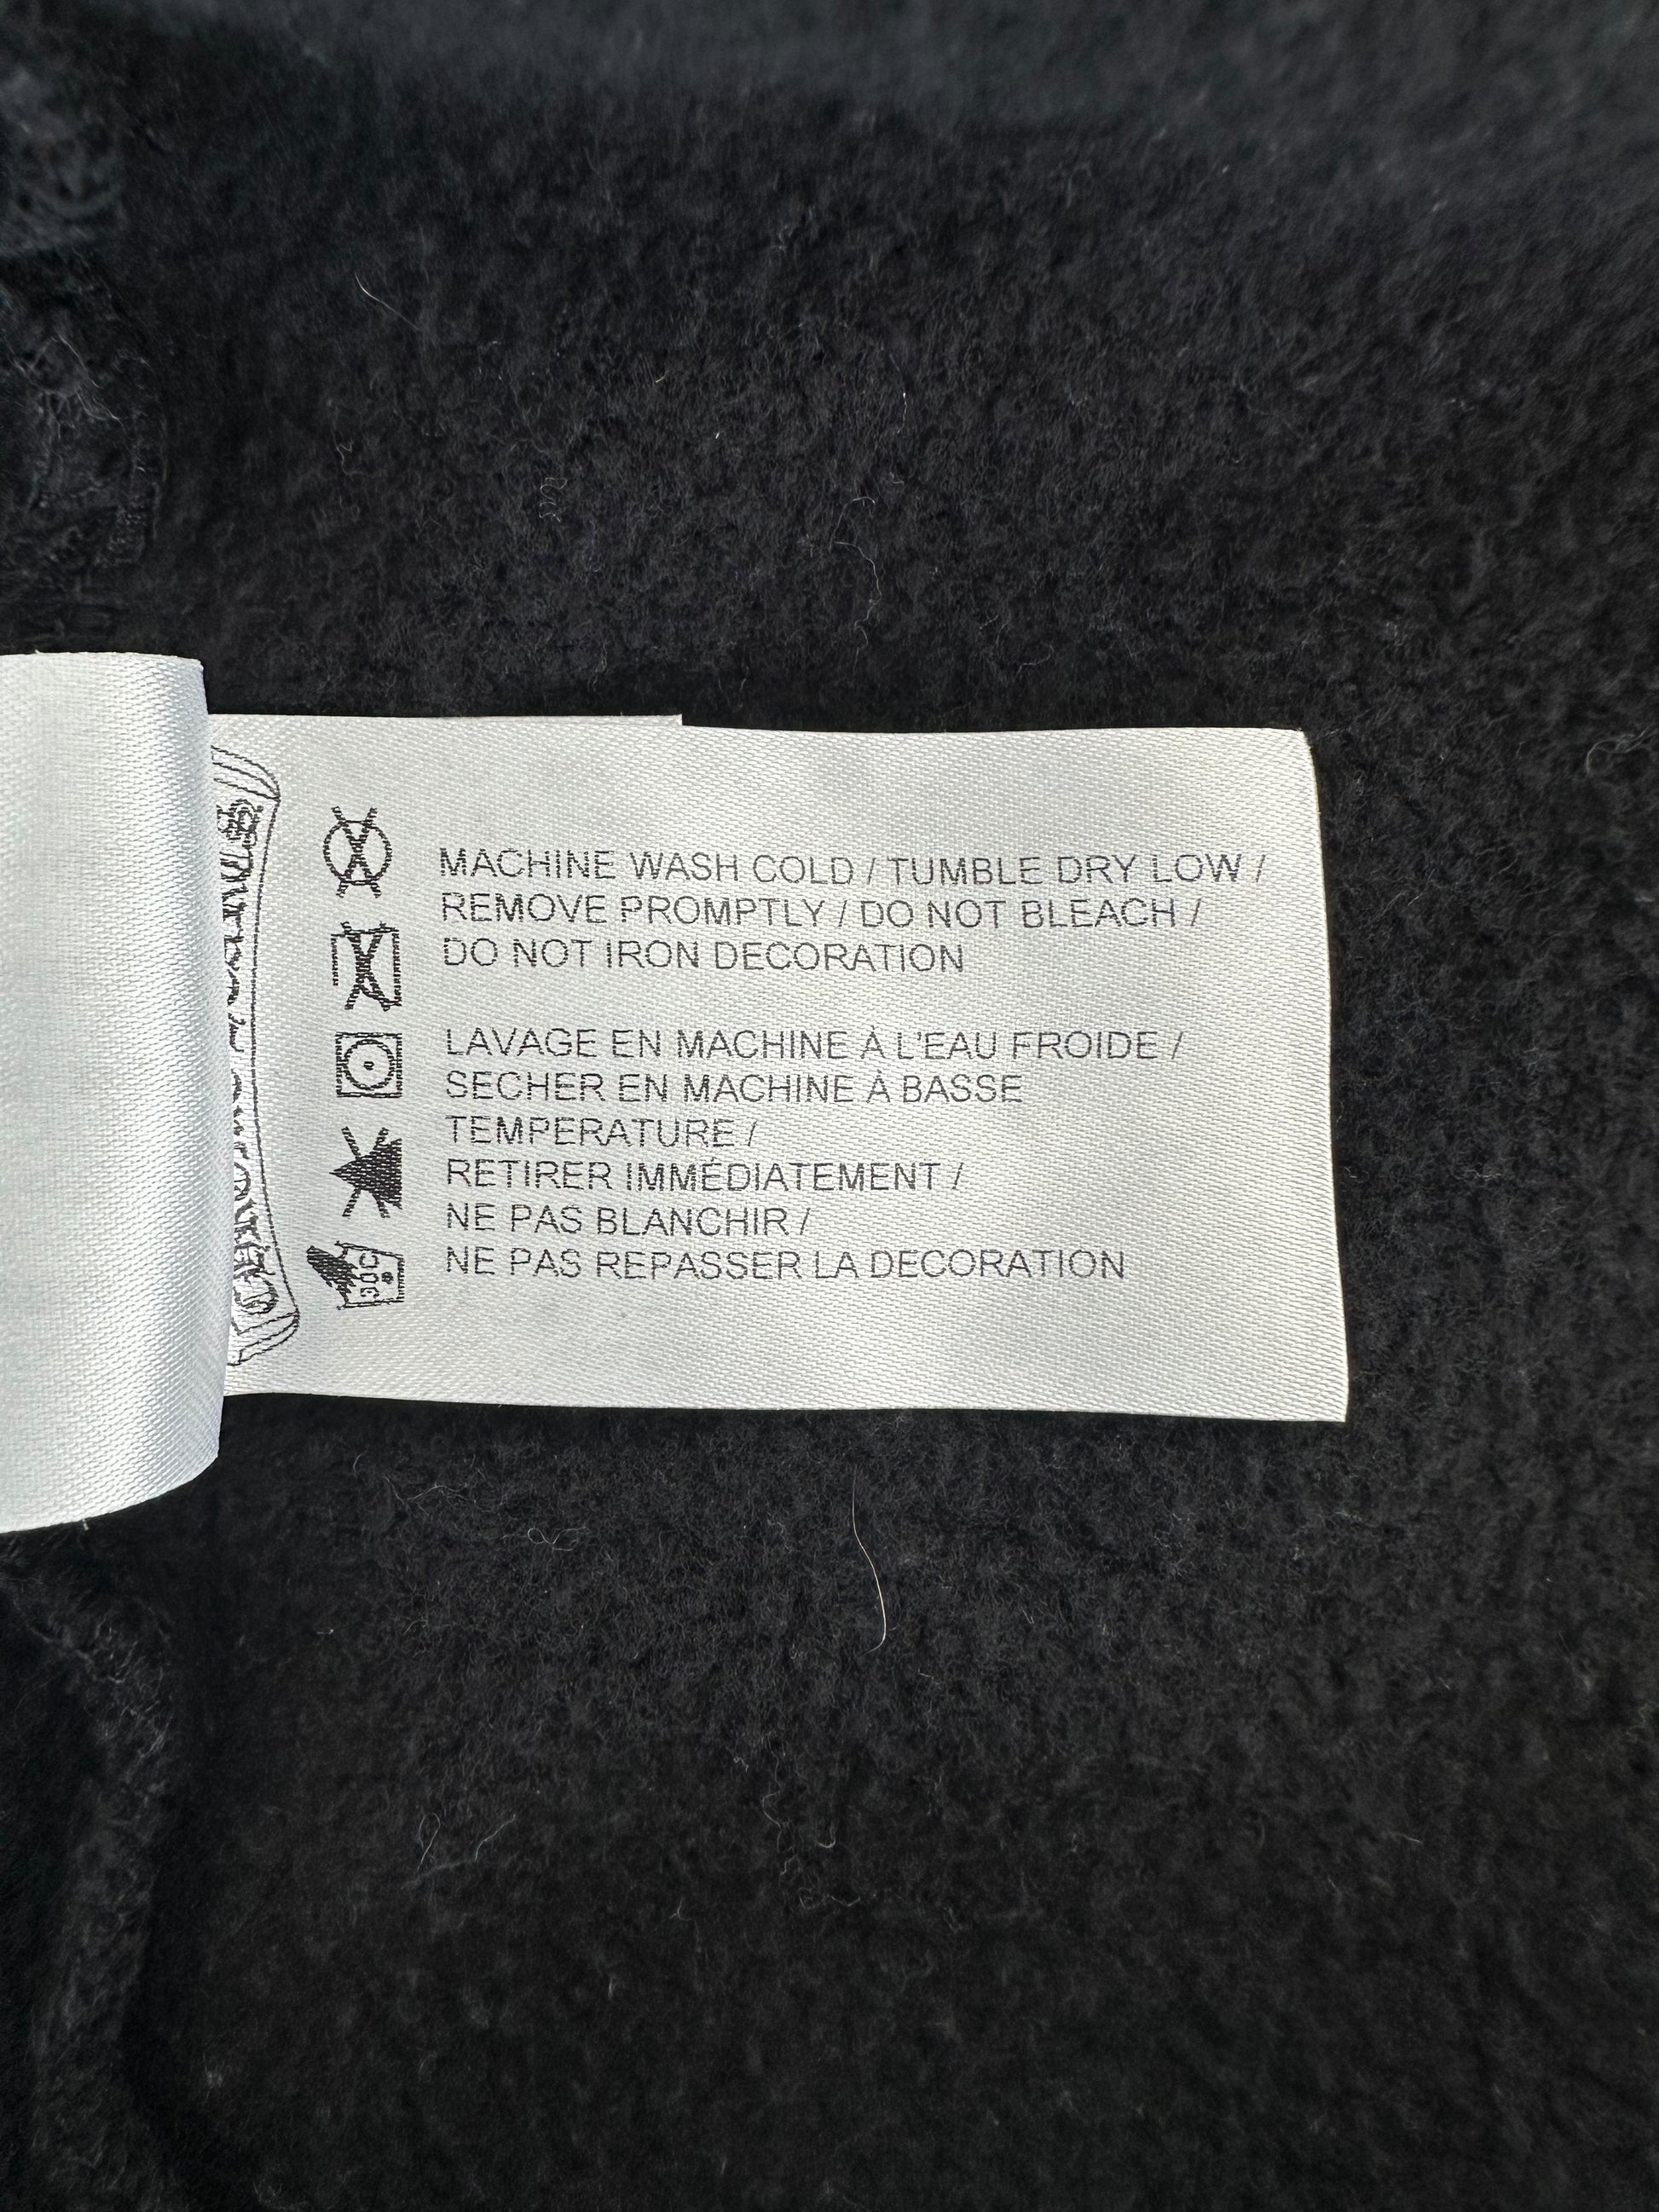 MACHINE WASH COLD / TUMBLE DRY LOW /
REMOVE PROMPTLY / DO NOT BLEACH /
DO NOT IRON DECORATION
LAVAGE EN MACHINE À L'EAU FROIDE /
SECHER EN MACHINE À BASSE
TEMPERATURE /
RETIRER IMMÉDIATEMENT /
NE PAS BLANCHIR /
NE PAS REPASSER LA DECORATION